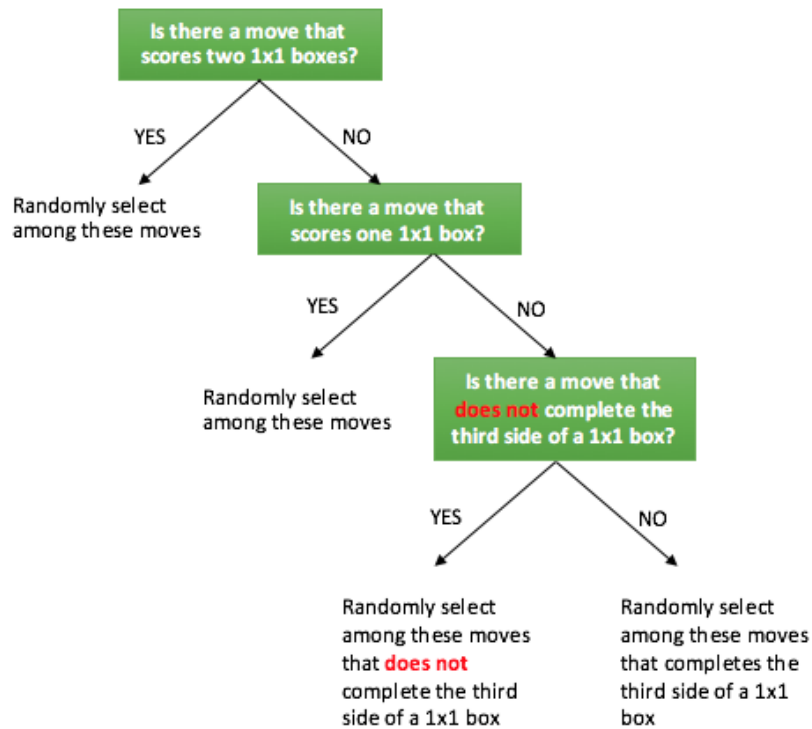 Is there a move that
scores two 1x1 boxes?
YES
NO
Randomly select
among these moves
Is there a move that
scores one 1x1 box?
YES
NO
Randomly select
among these moves
Is there a move that
does not complete the
third side of a 1x1 box?
YES
NO
Randomly select
among these moves
that does not
complete the third
side of a 1x1 box
Randomly select
among these moves
that completes the
third side of a 1x1
box